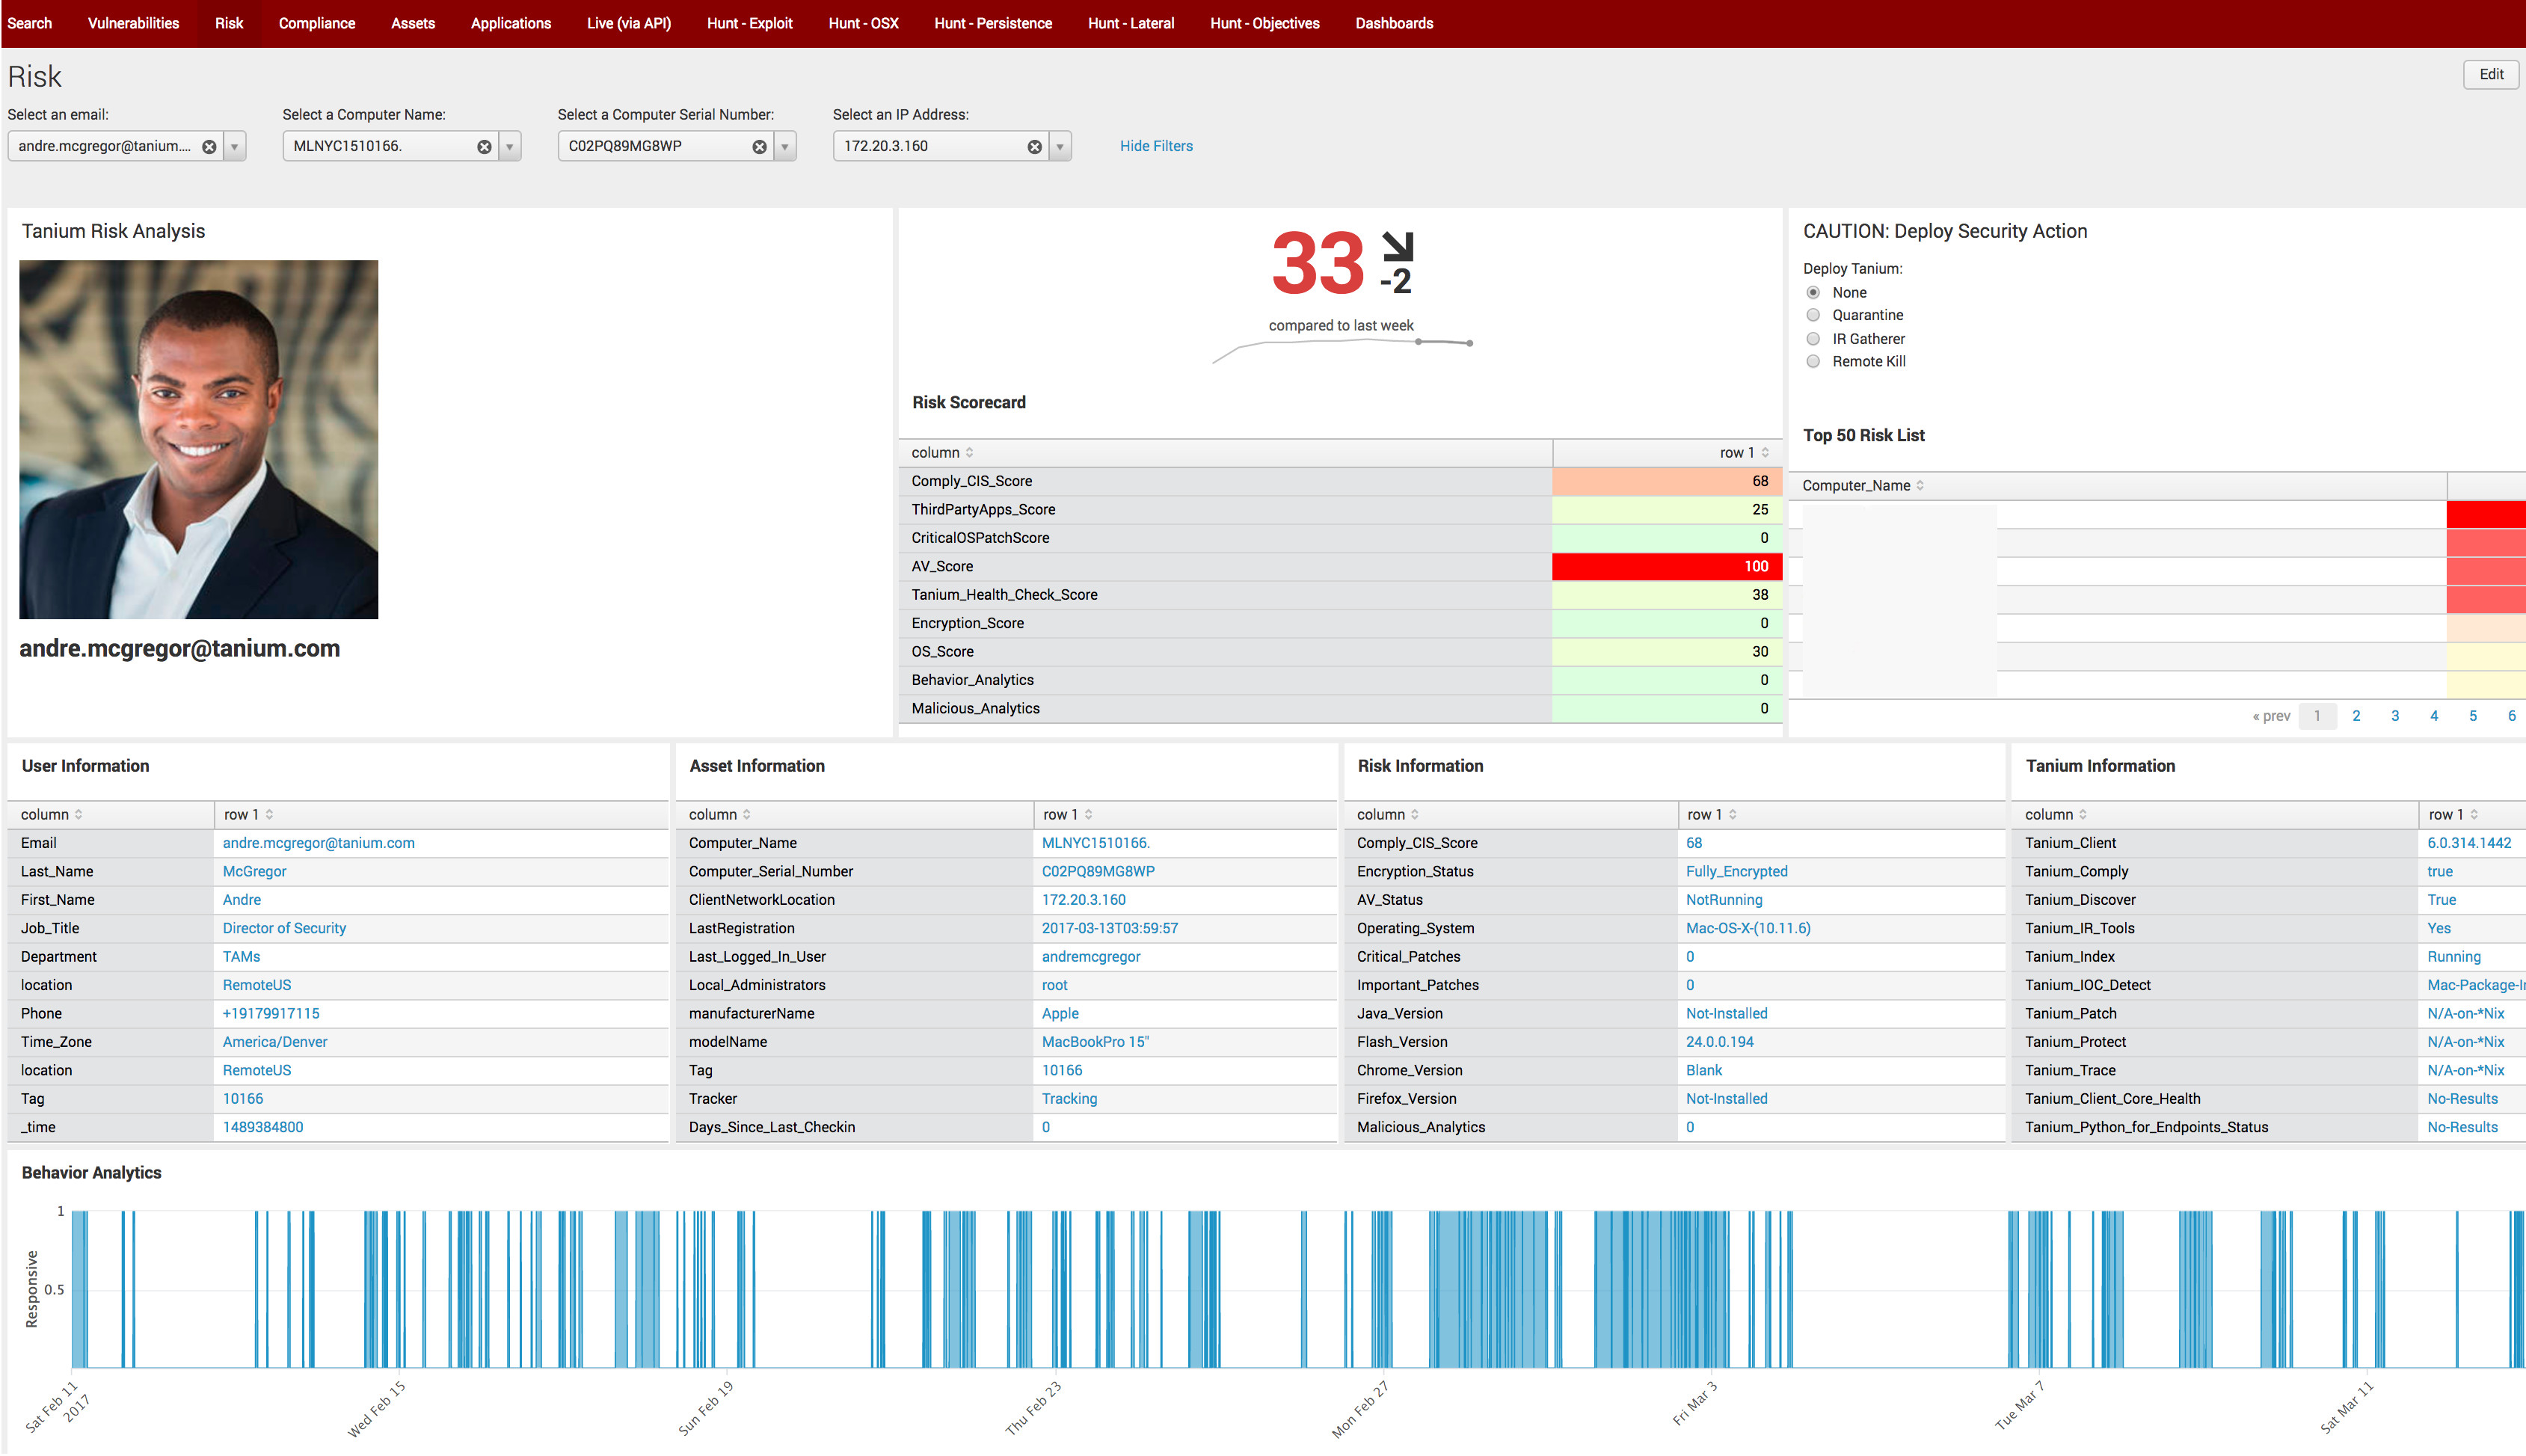 Search Vulnerabilities Risk Compliance Assets Applications Live (via API) Hunt - Exploit Hunt - OSX Hunt - Persistence Hunt - Lateral Hunt - Objectives Dashboards
Risk
Edit
Select an email: Select a Computer Name: Select a Computer Serial Number: Select an IP Address:
andre.mcgregor@tanium.... MLNYC1510166. C02PQ89MG8WP 172.20.3.160 Hide Filters
Tanium Risk Analysis
andre.mcgregor@tanium.com
33 -2
compared to last week
Risk Scorecard
column row 1
Comply_CIS_Score 68
ThirdPartyApps_Score 25
CriticalOSPatchScore 0
AV_Score 100
Tanium_Health_Check_Score 38
Encryption_Score 0
OS_Score 30
Behavior_Analytics 0
Malicious_Analytics 0
CAUTION: Deploy Security Action
Deploy Tanium:
None
Quarantine
IR Gatherer
Remote Kill
Top 50 Risk List
Computer_Name
« prev 1 2 3 4 5 6
User Information
column row 1
Email andre.mcgregor@tanium.com
Last_Name McGregor
First_Name Andre
Job_Title Director of Security
Department TAMs
location RemoteUS
Phone +19179917115
Time_Zone America/Denver
location RemoteUS
Tag 10166
_time 1489384800
Asset Information
column row 1
Computer_Name MLNYC1510166.
Computer_Serial_Number C02PQ89MG8WP
ClientNetworkLocation 172.20.3.160
LastRegistration 2017-03-13T03:59:57
Last_Logged_In_User andremcgregor
Local_Administrators root
manufacturerName Apple
modelName MacBookPro 15"
Tag 10166
Tracker Tracking
Days_Since_Last_Checkin 0
Risk Information
column row 1
Comply_CIS_Score 68
Encryption_Status Fully_Encrypted
AV_Status NotRunning
Operating_System Mac-OS-X-(10.11.6)
Critical_Patches 0
Important_Patches 0
Java_Version Not-Installed
Flash_Version 24.0.0.194
Chrome_Version Blank
Firefox_Version Not-Installed
Malicious_Analytics 0
Tanium Information
column row 1
Tanium_Client 6.0.314.1442
Tanium_Comply true
Tanium_Discover True
Tanium_IR_Tools Yes
Tanium_Index Running
Tanium_IOC_Detect Mac-Package-I
Tanium_Patch N/A-on-*Nix
Tanium_Protect N/A-on-*Nix
Tanium_Trace N/A-on-*Nix
Tanium_Client_Core_Health No-Results
Tanium_Python_for_Endpoints_Status No-Results
Behavior Analytics
1
0.5
Responsive
Sat Feb 11
2017
Wed Feb 15
Sun Feb 19
Thu Feb 23
Mon Feb 27
Fri Mar 3
Tue Mar 7
Sat Mar 11